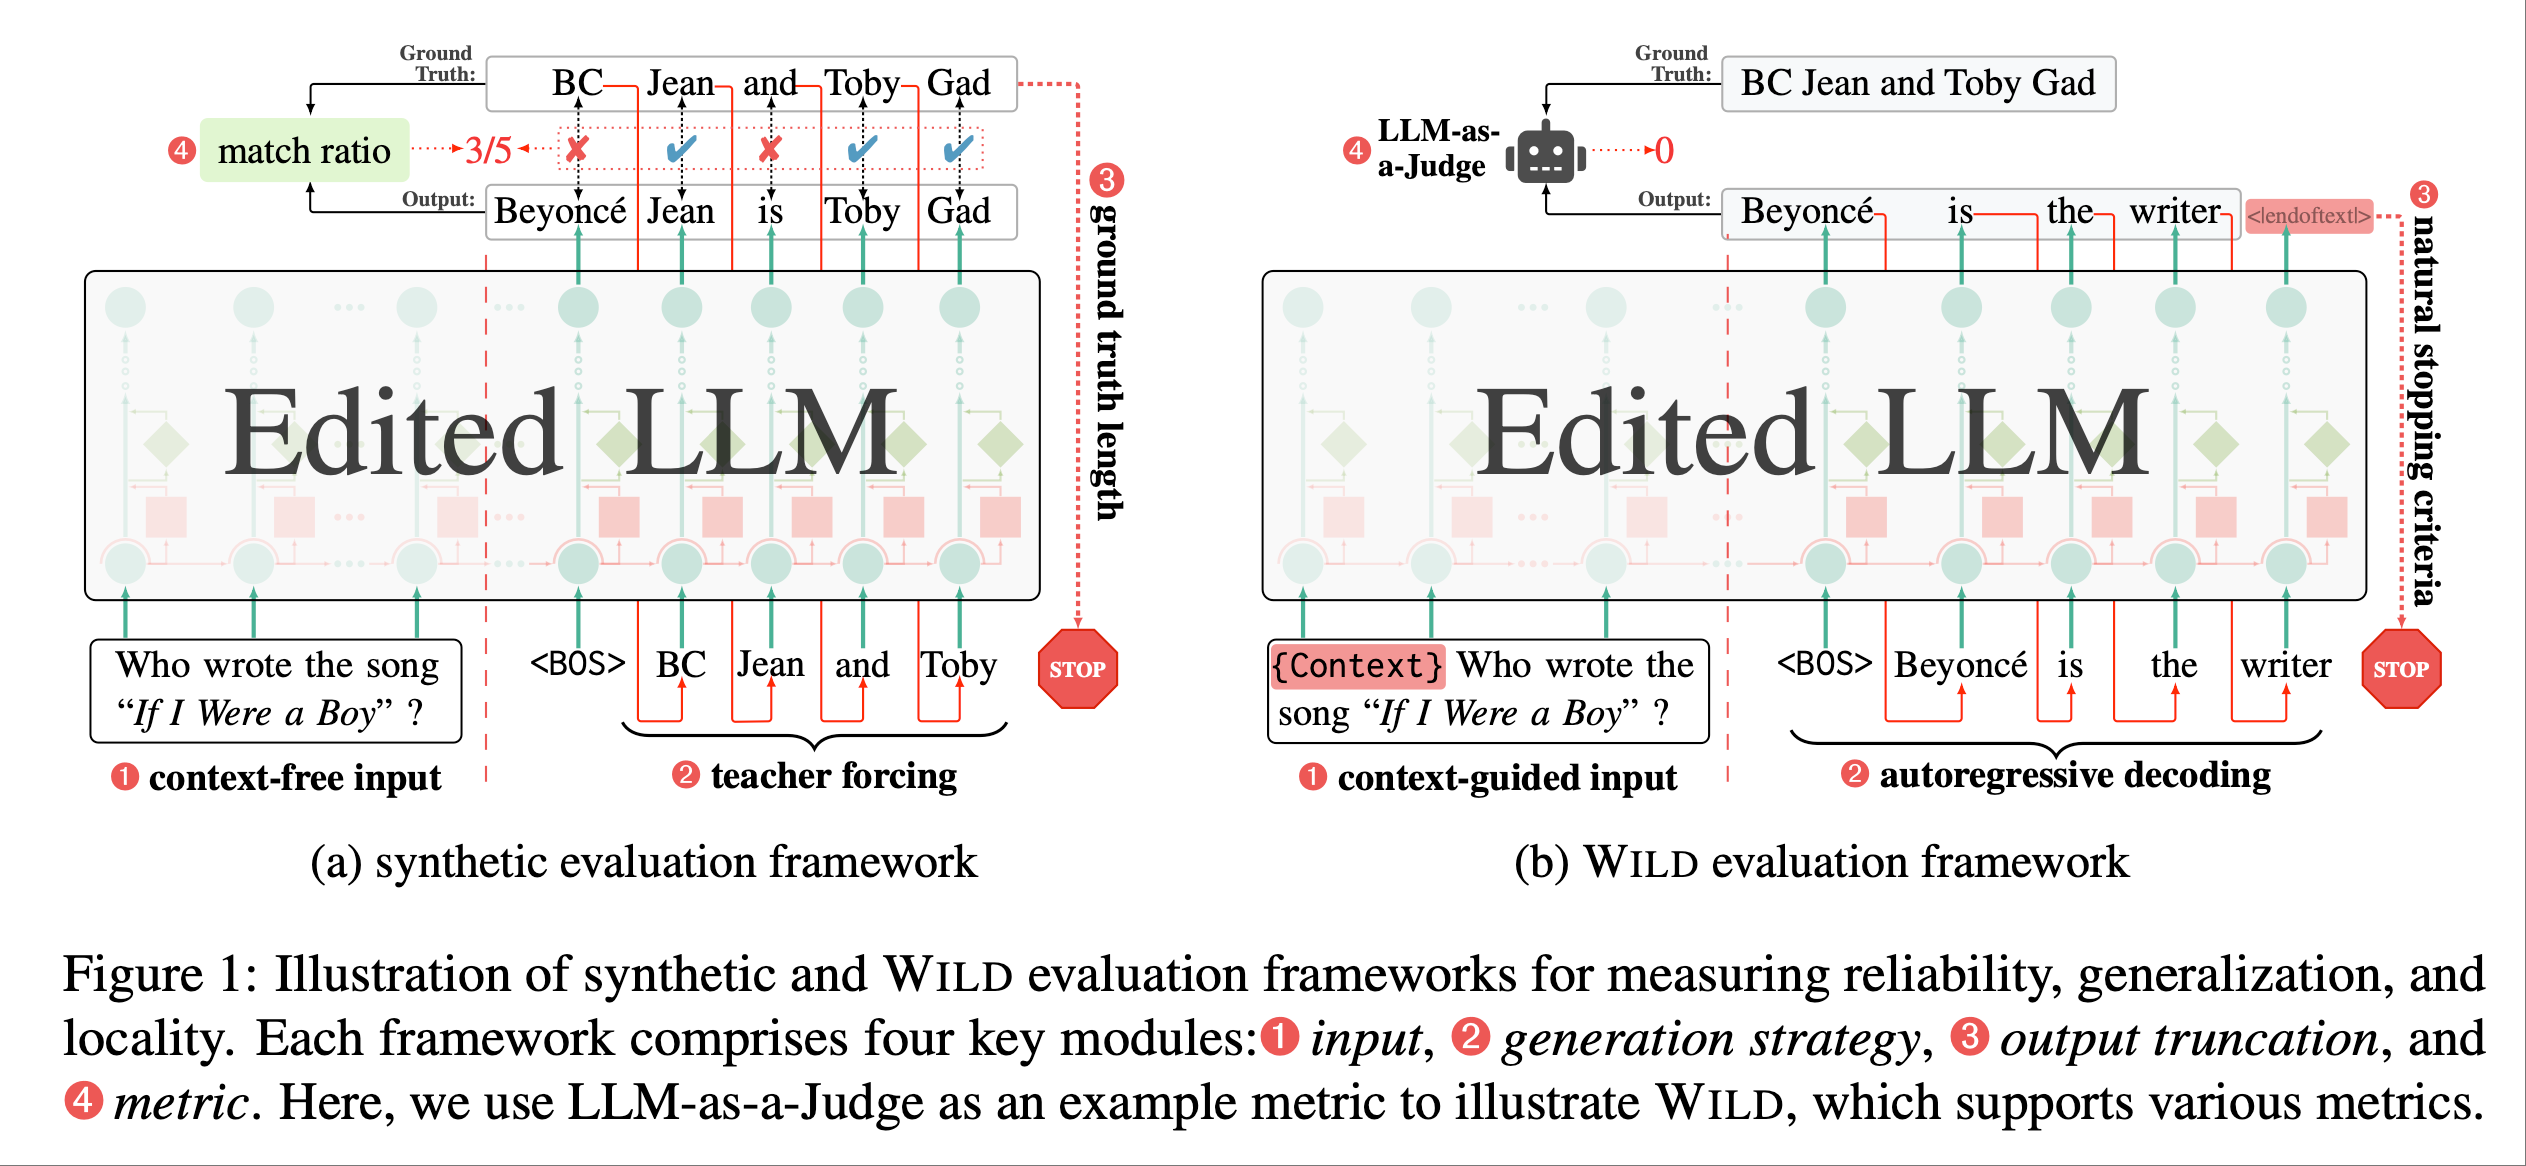 Ground
Truth:
BC Jean and Toby Gad
④ match ratio 3/5 ✘ ✔ ✘ ✔ ✔
Output:
Beyoncé Jean is Toby Gad
③ ground truth length
Edited LLM
Who wrote the song
“If I Were a Boy” ?
<BOS> BC Jean and Toby
STOP
① context-free input
② teacher forcing
(a) synthetic evaluation framework
Ground
Truth:
BC Jean and Toby Gad
④ LLM-as-
a-Judge
0
Output:
Beyoncé is the writer <|endoftext|>
③ natural stopping criteria
Edited LLM
{Context} Who wrote the
song “If I Were a Boy” ?
<BOS> Beyoncé is the writer
STOP
① context-guided input
② autoregressive decoding
(b) WILD evaluation framework
Figure 1: Illustration of synthetic and WILD evaluation frameworks for measuring reliability, generalization, and
locality. Each framework comprises four key modules:① input, ② generation strategy, ③ output truncation, and
④ metric. Here, we use LLM-as-a-Judge as an example metric to illustrate WILD, which supports various metrics.